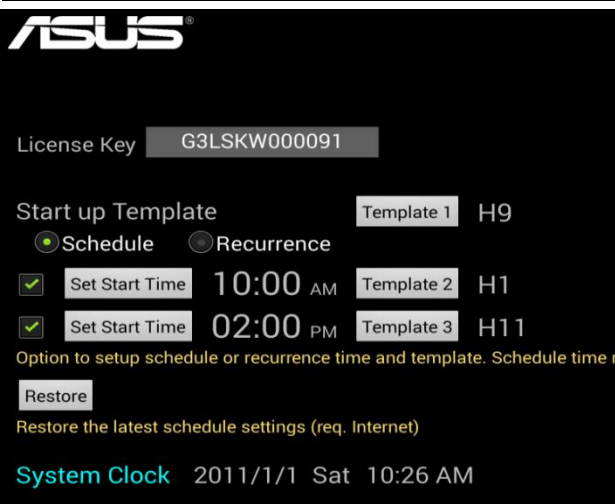 ASUS®
License Key G3LSKW000091
Start up Template Template 1 H9
Schedule Recurrence
Set Start Time 10:00 AM Template 2 H1
Set Start Time 02:00 PM Template 3 H11
Option to setup schedule or recurrence time and template. Schedule time
Restore
Restore the latest schedule settings (req. Internet)
System Clock 2011/1/1 Sat 10:26 AM